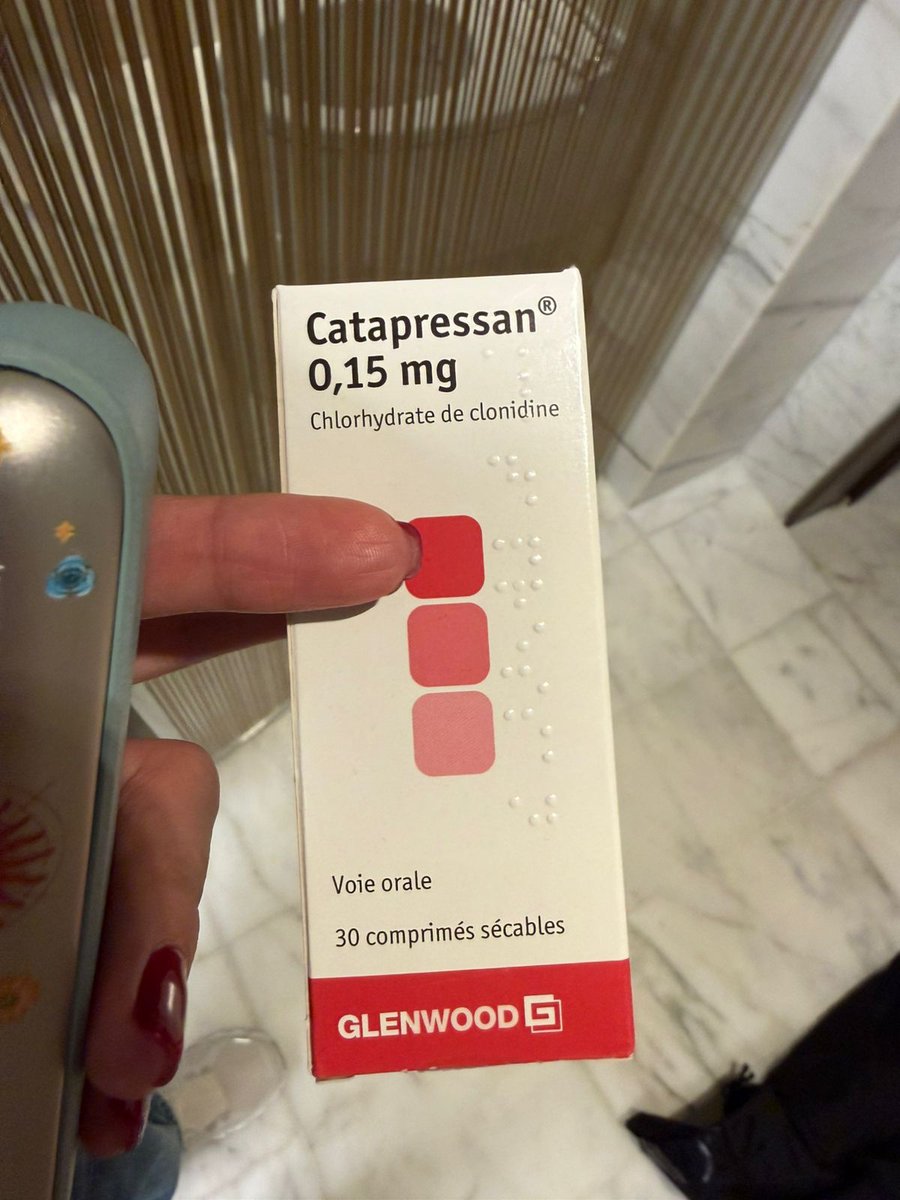 Catapressan®
0,15 mg
Chlorhydrate de clonidine
Voie orale
30 comprimés sécables
GLENWOOD